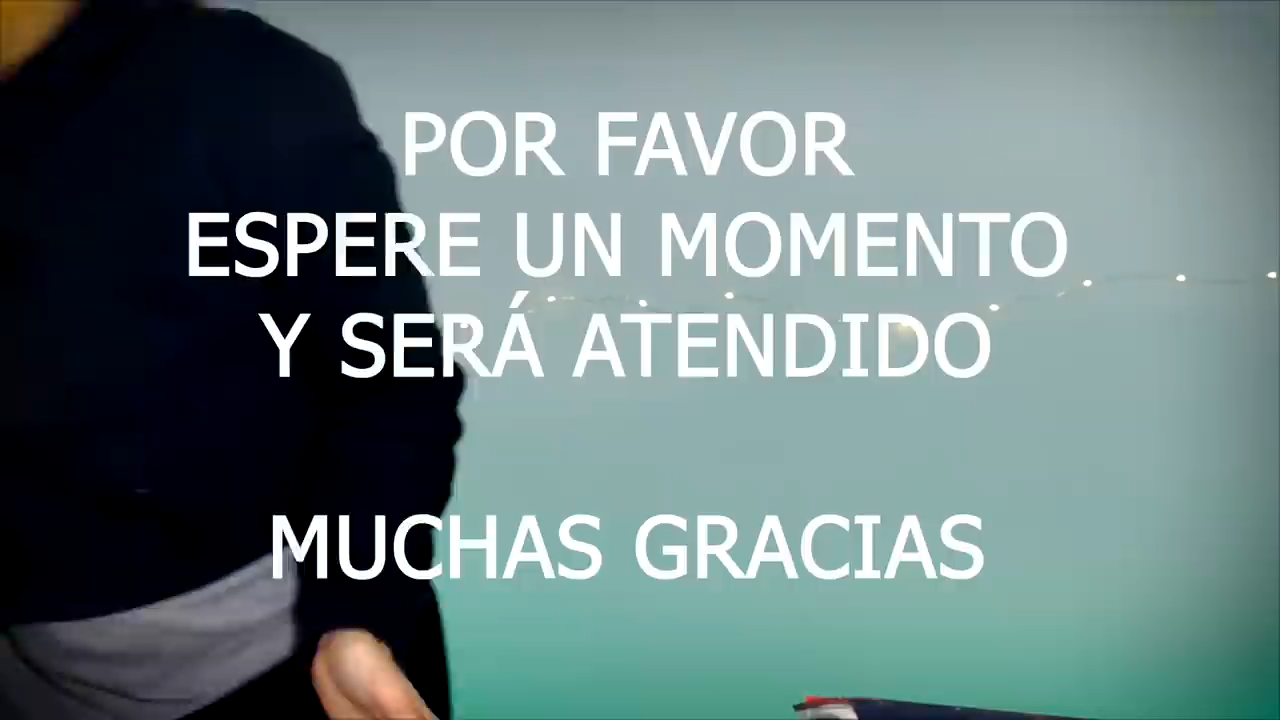 POR FAVOR
ESPERE UN MOMENTO
Y SERÁ ATENDIDO
MUCHAS GRACIAS